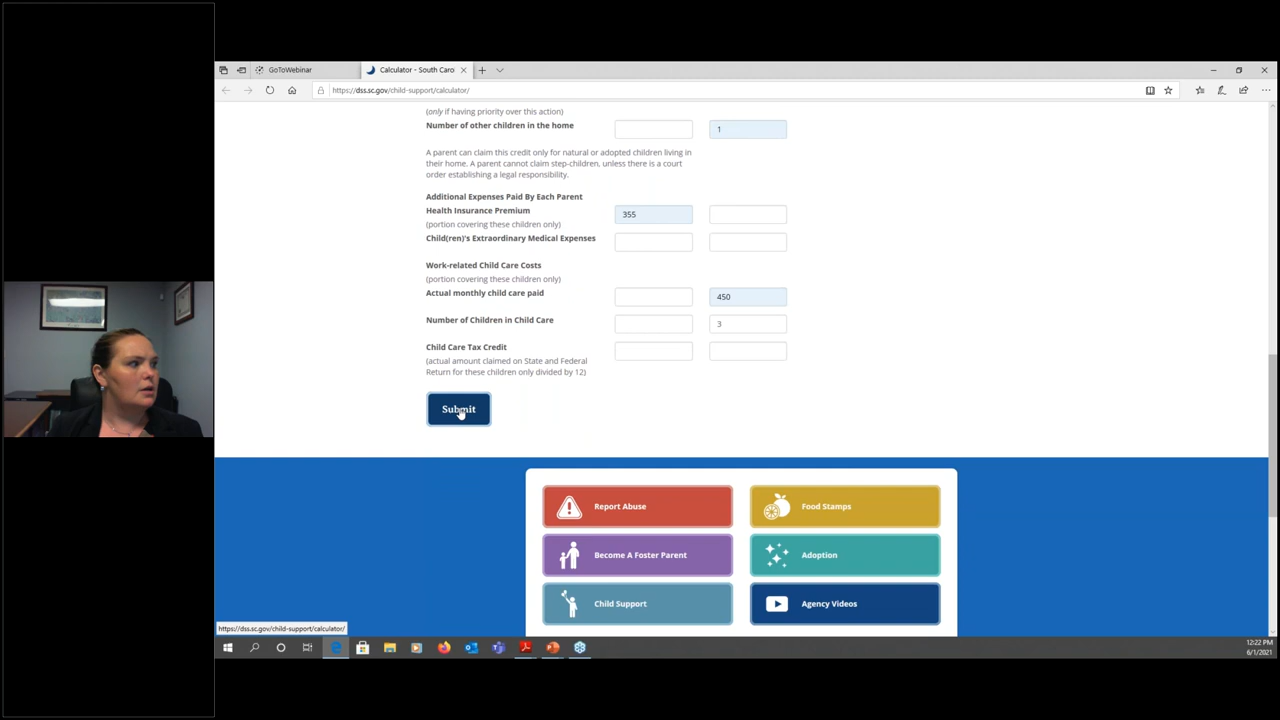 GoToWebinar
Calculator - South Caro
https://dss.sc.gov/child-support/calculator/
(only if having priority over this action)
Number of other children in the home
1
A parent can claim this credit only for natural or adopted children living in
their home. A parent cannot claim step-children, unless there is a court
order establishing a legal responsibility.
Additional Expenses Paid By Each Parent
Health Insurance Premium
355
(portion covering these children only)
Child(ren)'s Extraordinary Medical Expenses
Work-related Child Care Costs
(portion covering these children only)
Actual monthly child care paid
450
Number of Children in Child Care
3
Child Care Tax Credit
(actual amount claimed on State and Federal
Return for these children only divided by 12)
Submit
Report Abuse
Food Stamps
Become A Foster Parent
Adoption
Child Support
Agency Videos
https://dss.sc.gov/child-support/calculator/
12:22 PM
6/1/2021